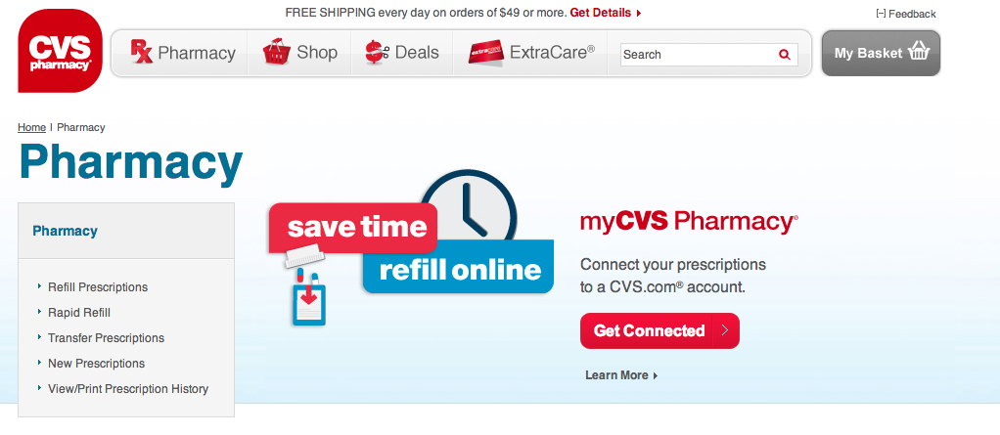 FREE SHIPPING every day on orders of $49 or more. Get Details
[-] Feedback
CVS
pharmacy
Pharmacy
Shop
Deals
ExtraCare®
Search
My Basket
Home | Pharmacy
Pharmacy
Pharmacy
Refill Prescriptions
Rapid Refill
Transfer Prescriptions
New Prescriptions
View/Print Prescription History
save time
refill online
myCVS Pharmacy®
Connect your prescriptions
to a CVS.com® account.
Get Connected
Learn More